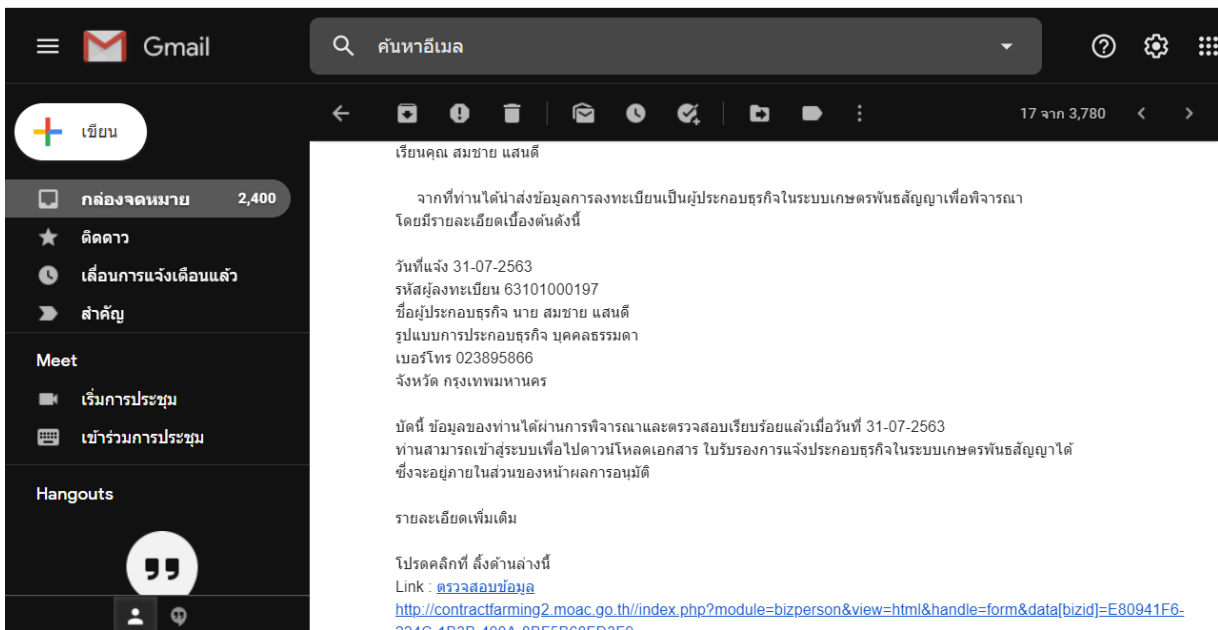 Gmail
ค้นหาอีเมล
เขียน
17 จาก 3,780
กล่องจดหมาย 2,400
ติดดาว
เลื่อนการแจ้งเตือนแล้ว
สำคัญ
Meet
เริ่มการประชุม
เข้าร่วมการประชุม
Hangouts
เรียนคุณ สมชาย แสนดี
จากที่ท่านได้นำส่งข้อมูลการลงทะเบียนเป็นผู้ประกอบธุรกิจในระบบเกษตรพันธสัญญาเพื่อพิจารณา
โดยมีรายละเอียดเบื้องต้นดังนี้
วันที่แจ้ง 31-07-2563
รหัสผู้ลงทะเบียน 63101000197
ชื่อผู้ประกอบธุรกิจ นาย สมชาย แสนดี
รูปแบบการประกอบธุรกิจ บุคคลธรรมดา
เบอร์โทร 023895866
จังหวัด กรุงเทพมหานคร
บัดนี้ ข้อมูลของท่านได้ผ่านการพิจารณาและตรวจสอบเรียบร้อยแล้วเมื่อวันที่ 31-07-2563
ท่านสามารถเข้าสู่ระบบเพื่อไปดาวน์โหลดเอกสาร ใบรับรองการแจ้งประกอบธุรกิจในระบบเกษตรพันธสัญญาได้
ซึ่งจะอยู่ภายในส่วนของหน้าผลการอนุมัติ
รายละเอียดเพิ่มเติม
โปรดคลิกที่ ลิ้งด้านล่างนี้
Link : ตรวจสอบข้อมูล
http://contractfarming2.moac.go.th//index.php?module=bizperson&view=html&handle=form&data[bizid]=E80941F6-